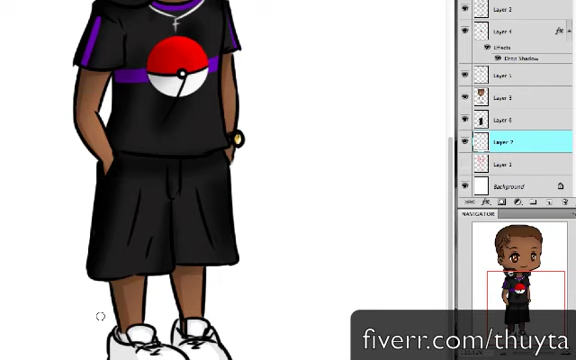 Layer 2
Layer 4
fx
Effects
Drop Shadow
Layer 5
Layer 3
Layer 6
Layer 7
Layer 1
Background
NAVIGATOR
fiverr.com/thuyta